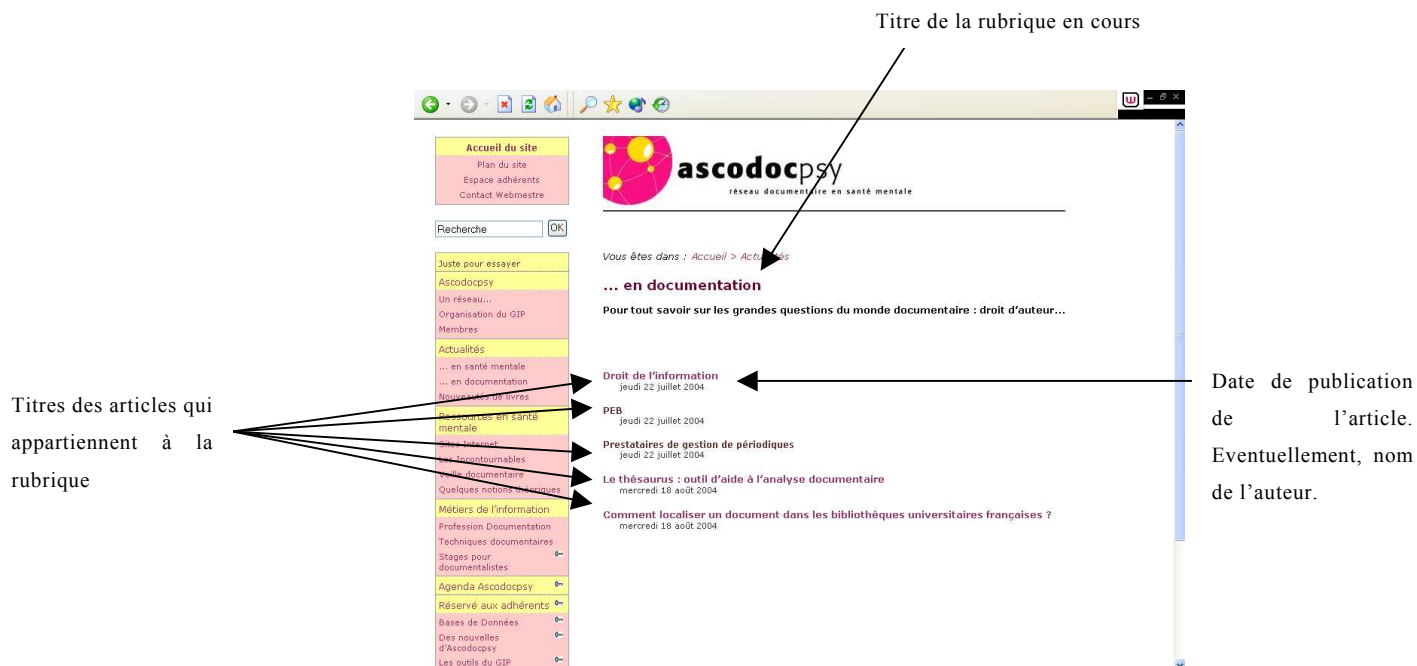 Titre de la rubrique en cours
Accueil du site
Plan du site
Espace adhérents
Contact Webmestre
Recherche
OK
Juste pour essayer
Ascodocpsy
Un réseau...
Organisation du GIP
Membres
Actualités
... en santé mentale
... en documentation
Nouveautés de livres
Ressources en santé
mentale
Sites Internet
Les Incontournables
Veille documentaire
Quelques notions théoriques
Métiers de l'information
Profession Documentation
Techniques documentaires
Stages pour
documentalistes
Agenda Ascodocpsy
Réservé aux adhérents
Bases de Données
Des nouvelles
d'Ascodocpsy
Les outils du GIP
ascodocpsy
réseau documentaire en santé mentale
Vous êtes dans : Accueil > Actualités
... en documentation
Pour tout savoir sur les grandes questions du monde documentaire : droit d'auteur...
Droit de l'information
jeudi 22 juillet 2004
PEB
jeudi 22 juillet 2004
Prestataires de gestion de périodiques
jeudi 22 juillet 2004
Le thésaurus : outil d'aide à l'analyse documentaire
mercredi 18 août 2004
Comment localiser un document dans les bibliothèques universitaires françaises ?
mercredi 18 août 2004
Titres des articles qui
appartiennent à la
rubrique
Date de publication
de l'article.
Eventuellement, nom
de l'auteur.